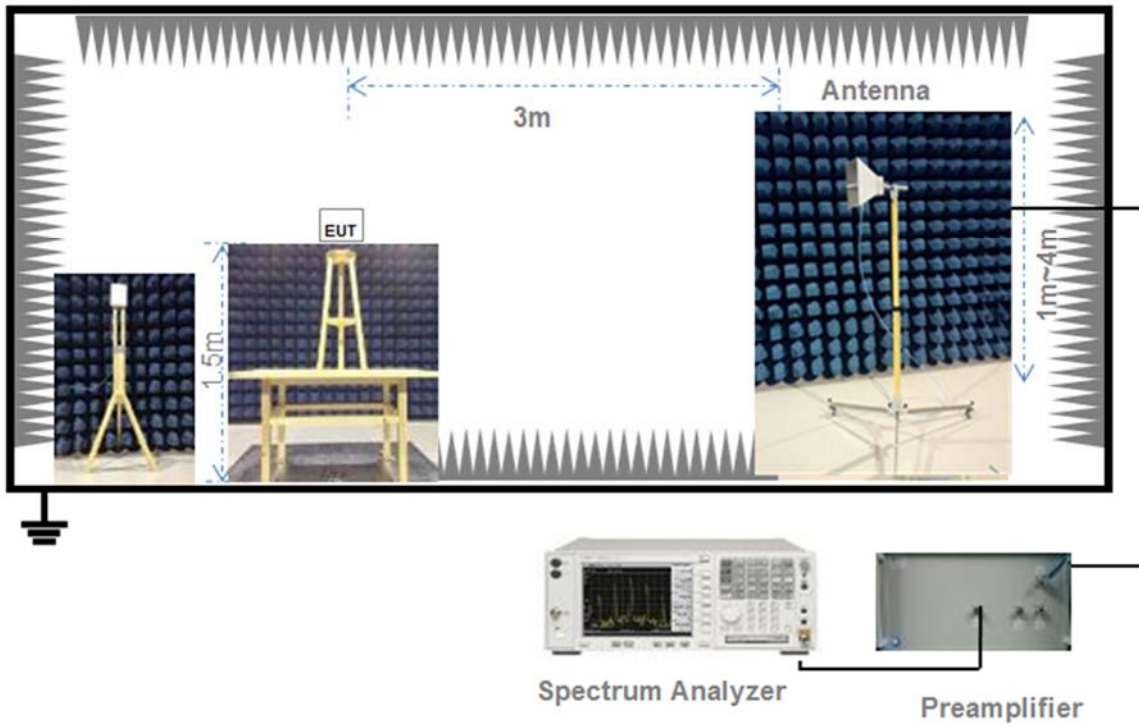 Antenna
3m
EUT
1.5m
1m~4m
Spectrum Analyzer
Preamplifier